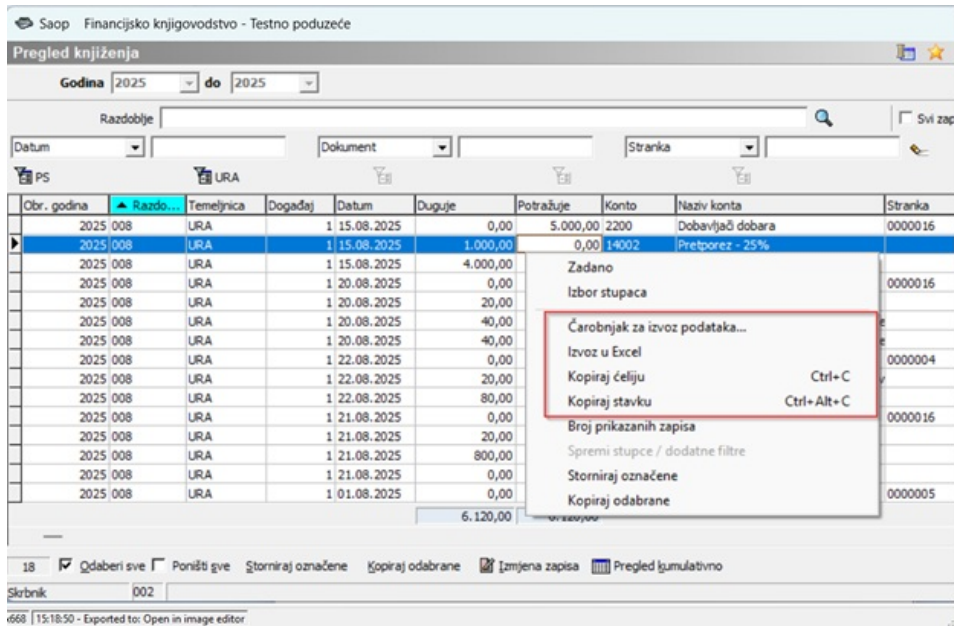 Saop Financijsko knjigovodstvo - Testno poduzeće
Pregled knjiženja
Godina 2025 do 2025
Razdoblje Svi zap
Datum Dokument Stranka
PS URA
Obr. godina Razdo... Temeljnica Događaj Datum Duguje Potražuje Konto Naziv konta Stranka
2025 008 URA 1 15.08.2025 0,00 5.000,00 2200 Dobavljač dobara 0000016
2025 008 URA 1 15.08.2025 1.000,00 0,00 14002 Pretporez - 25%
2025 008 URA 1 15.08.2025 4.000,00
2025 008 URA 1 20.08.2025 0,00 0000016
2025 008 URA 1 20.08.2025 20,00
2025 008 URA 1 20.08.2025 40,00
2025 008 URA 1 20.08.2025 40,00
2025 008 URA 1 22.08.2025 0,00 0000004
2025 008 URA 1 22.08.2025 20,00
2025 008 URA 1 22.08.2025 80,00
2025 008 URA 1 21.08.2025 0,00 0000016
2025 008 URA 1 21.08.2025 20,00
2025 008 URA 1 21.08.2025 800,00
2025 008 URA 1 21.08.2025 0,00
2025 008 URA 1 01.08.2025 0,00 0000005
6.120,00 6.120,00
Zadano
Izbor stupaca
Čarobnjak za izvoz podataka...
Izvoz u Excel
Kopiraj ćeliju Ctrl+C
Kopiraj stavku Ctrl+Alt+C
Broj prikazanih zapisa
Spremi stupce / dodatne filtre
Storniraj označene
Kopiraj odabrane
18 Odaberi sve Poništi sve Storniraj označene Kopiraj odabrane Izmjena zapisa Pregled kumulativno
Skrbnik 002
x668 15:18:50 - Exported to: Open in image editor